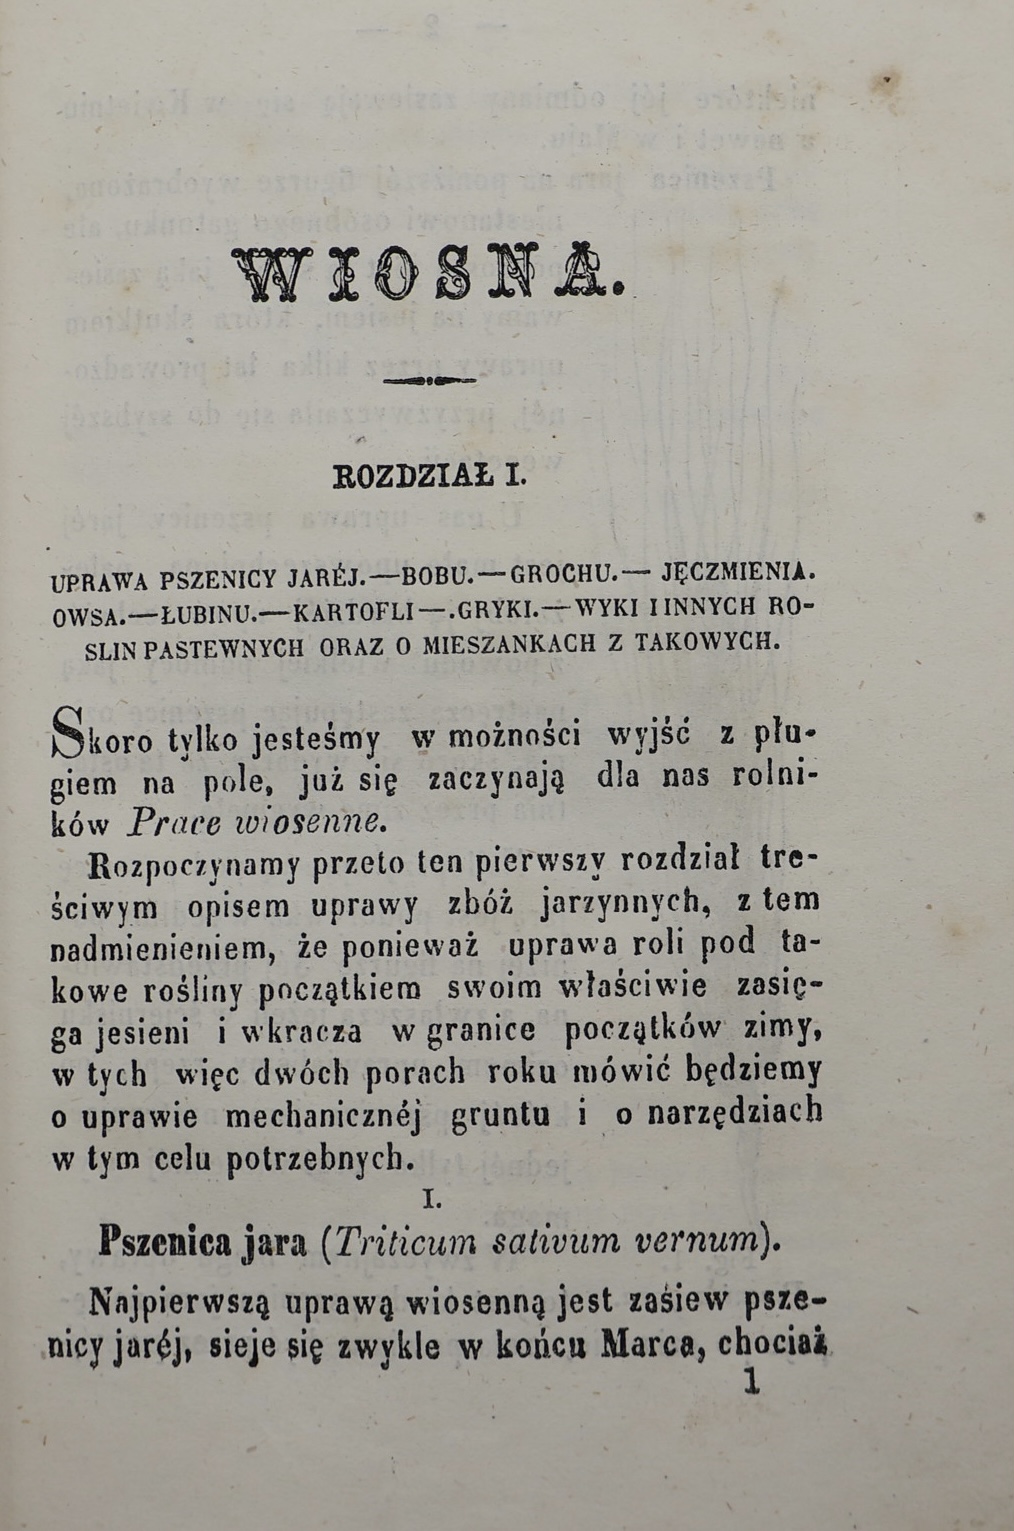 WIOSNA.
ROZDZIAŁ I.
UPRAWA PSZENICY JARÉJ.—BOBU.—GROCHU.— JĘCZMIENIA.
OWSA.—ŁUBINU.—KARTOFLI—.GRYKI.—WYKI I INNYCH RO-
SLIN PASTEWNYCH ORAZ O MIESZANKACH Z TAKOWYCH.
Skoro tylko jesteśmy w możności wyjść z płu-
giem na pole, już się zaczynają dla nas rolni-
ków Prace wiosenne.
Rozpoczynamy przeto ten pierwszy rozdział tre-
ściwym opisem uprawy zbóż jarzynnych, z tem
nadmienieniem, że ponieważ uprawa roli pod ta-
kowe rośliny początkiem swoim właściwie zasię-
ga jesieni i wkracza w granice początków zimy,
w tych więc dwóch porach roku mówić będziemy
o uprawie mechanicznéj gruntu i o narzędziach
w tym celu potrzebnych.
I.
Pszenica jara (Triticum sativum vernum).
Najpierwszą uprawą wiosenną jest zaśiew psze-
nicy jaréj, sieje się zwykle w końcu Marca, chociaż
1